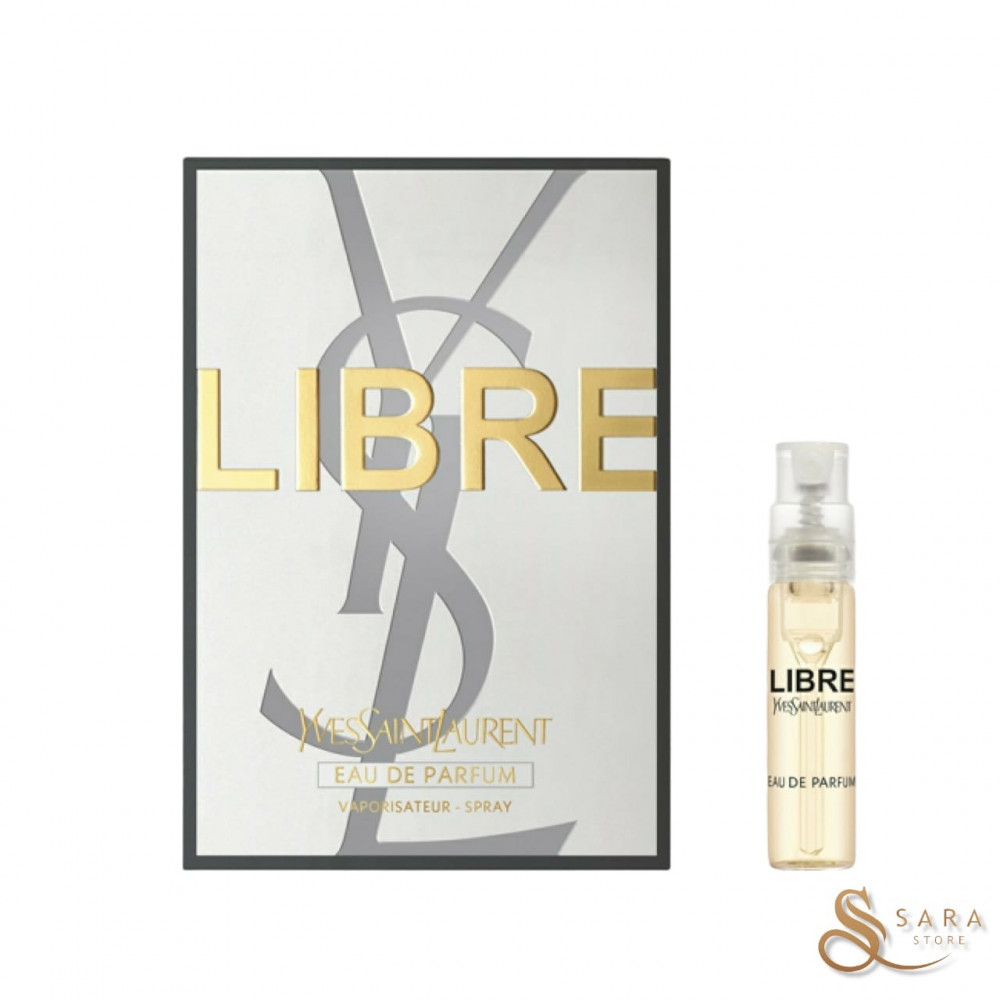 LIBRE
YVESSAINTLAURENT
EAU DE PARFUM
VAPORISATEUR - SPRAY
LIBRE
YVESSAINTLAURENT
EAU DE PARFUM
SARA
STORE